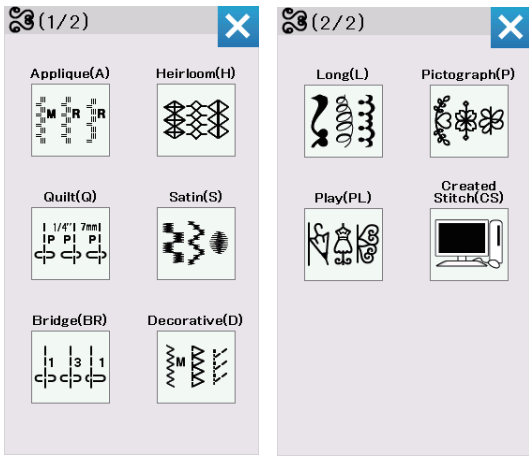 (1/2)
Applique(A)
Heirloom(H)
M R R
Quilt(Q)
Satin(S)
1/4" 7mm
P P P
Bridge(BR)
Decorative(D)
1 3 1
M
(2/2)
Long(L)
Pictograph(P)
Play(PL)
Created
Stitch(CS)